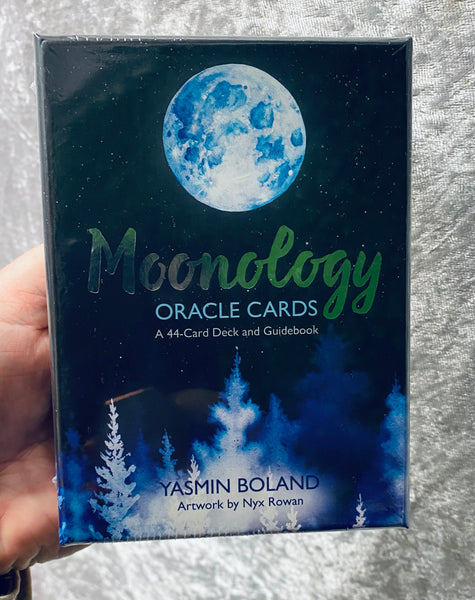 Moonology
ORACLE CARDS
A 44-Card Deck and Guidebook
YASMIN BOLAND
Artwork by Nyx Rowan